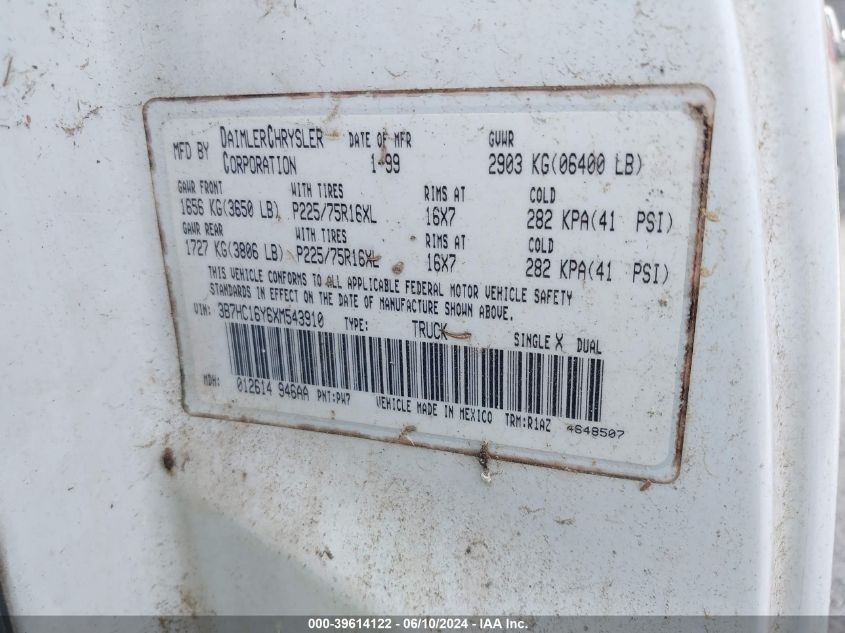 MFD BY DAIMLERCHRYSLER CORPORATION DATE OF MFR 1-99 GVWR 2903 KG(06400 LB)
GAWR FRONT WITH TIRES RIMS AT COLD
1656 KG(3650 LB) P225/75R16XL 16X7 282 KPA(41 PSI)
GAWR REAR WITH TIRES RIMS AT COLD
1727 KG(3806 LB) P225/75R16XL 16X7 282 KPA(41 PSI)
THIS VEHICLE CONFORMS TO ALL APPLICABLE FEDERAL MOTOR VEHICLE SAFETY
STANDARDS IN EFFECT ON THE DATE OF MANUFACTURE SHOWN ABOVE.
VIN: 3B7HC16Y6XM543910 TYPE: TRUCK SINGLE X DUAL
MDH: 012614 946AA PNT:PW7 VEHICLE MADE IN MEXICO TRM:R1AZ 4648507
000-39614122 - 06/10/2024 - IAA Inc.